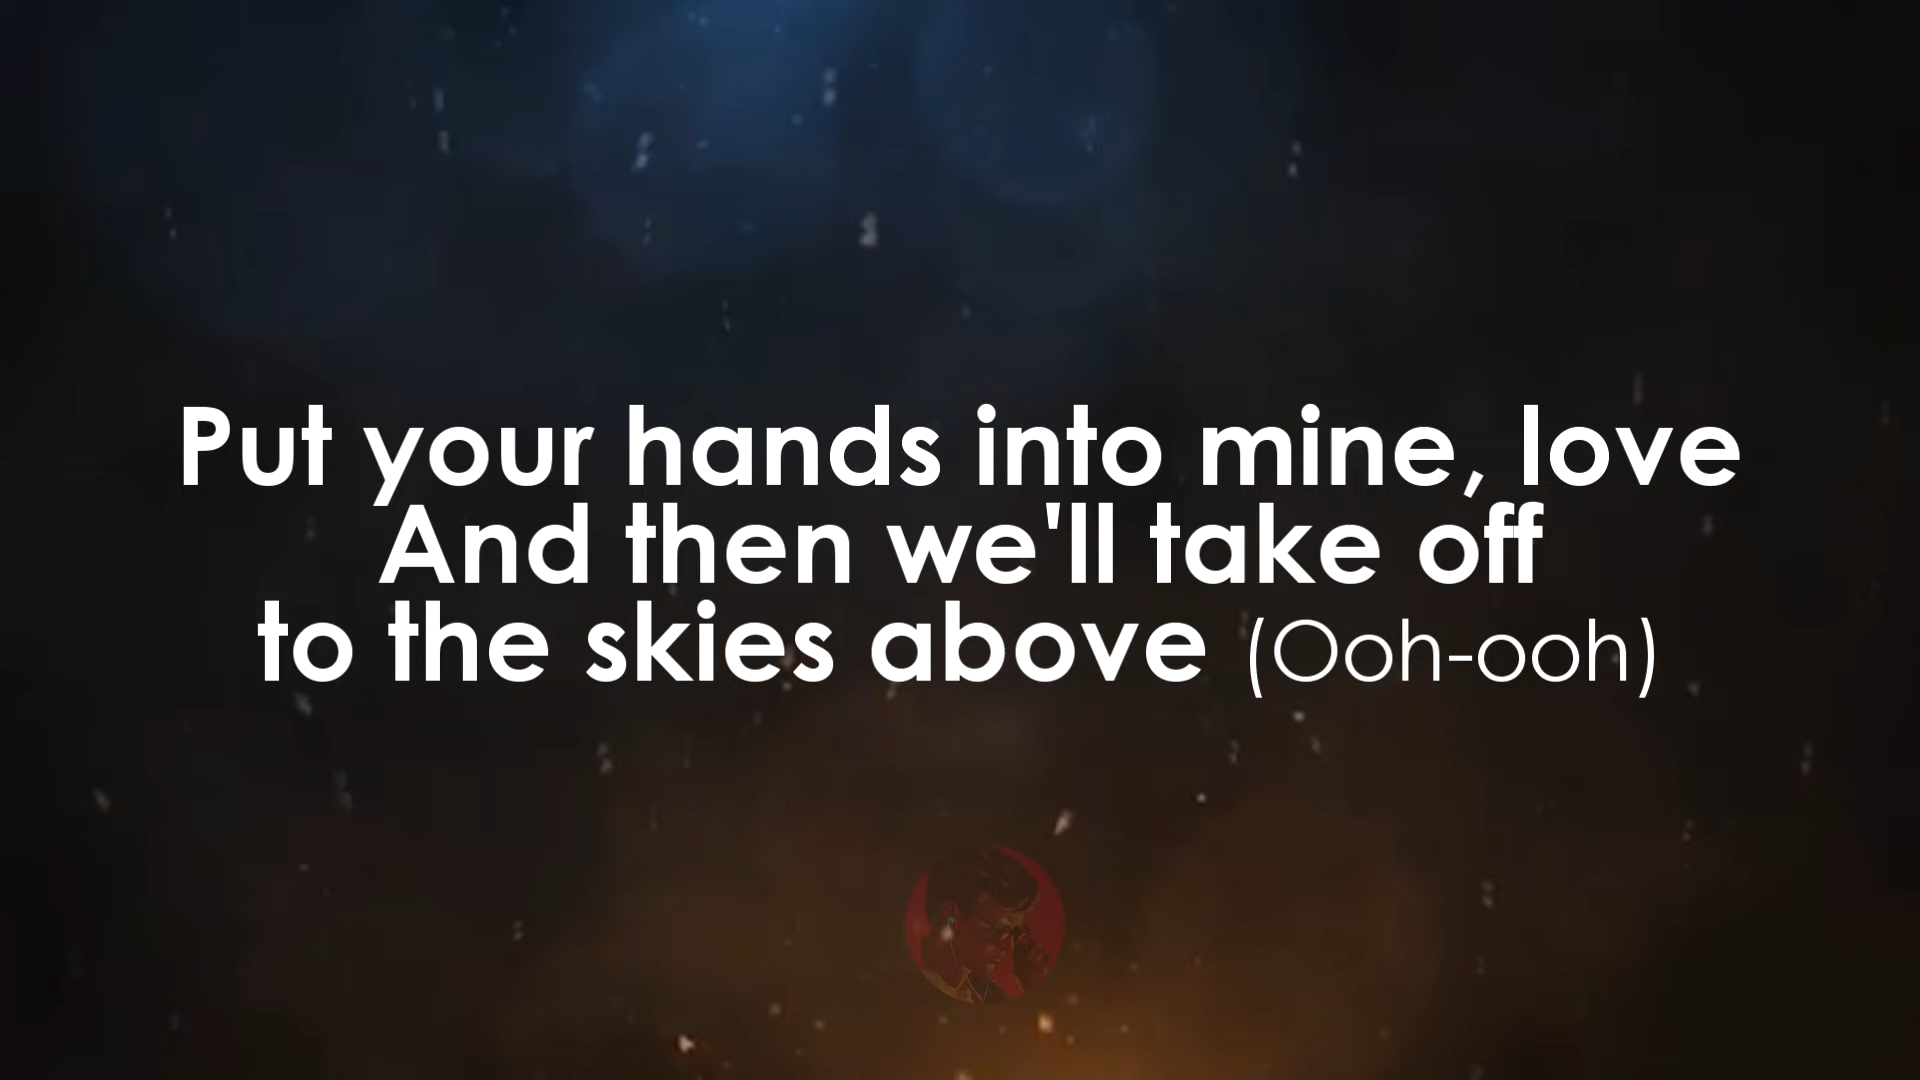 Put your hands into mine, love
And then we'll take off
to the skies above (Ooh-ooh)